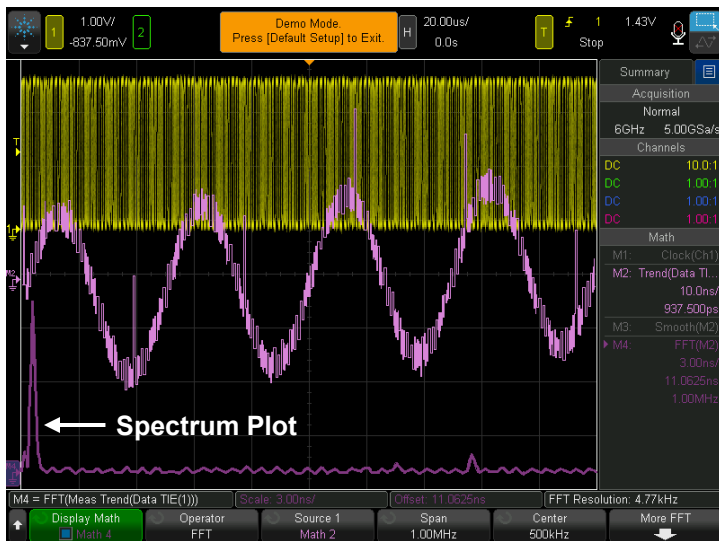 1 1.00V/ 2 Demo Mode. H 20.00us/ T 1 1.43V
-837.50mV Press [Default Setup] to Exit. 0.0s Stop
Summary
Acquisition
Normal
6GHz 5.00GSa/s
Channels
DC 10.0:1
DC 1.00:1
DC 1.00:1
DC 1.00:1
Math
M1: Clock(Ch1)
M2: Trend(Data TI...
10.0ns/
937.500ps
M3: Smooth(M2)
M4: FFT(M2)
3.00ns/
11.0625ns
1.00MHz
T
1
M2
Spectrum Plot
M4 = FFT(Meas Trend(Data TIE(1))) Scale: 3.00ns/ Offset: 11.0625ns FFT Resolution: 4.77kHz
Display Math Operator Source 1 Span Center More FFT
Math 4 FFT Math 2 1.00MHz 500kHz